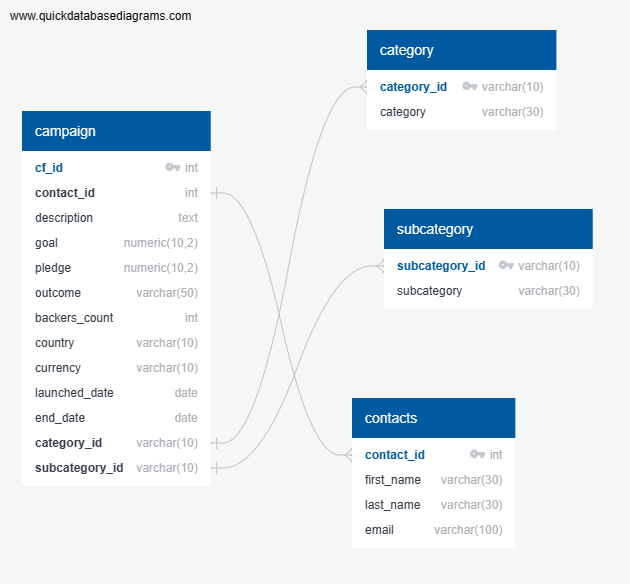 www.quickdatabasediagrams.com
category
category_id varchar(10)
category varchar(30)
campaign
cf_id int
contact_id int
description text
goal numeric(10,2)
pledge numeric(10,2)
outcome varchar(50)
backers_count int
country varchar(10)
currency varchar(10)
launched_date date
end_date date
category_id varchar(10)
subcategory_id varchar(10)
subcategory
subcategory_id varchar(10)
subcategory varchar(30)
contacts
contact_id int
first_name varchar(30)
last_name varchar(30)
email varchar(100)